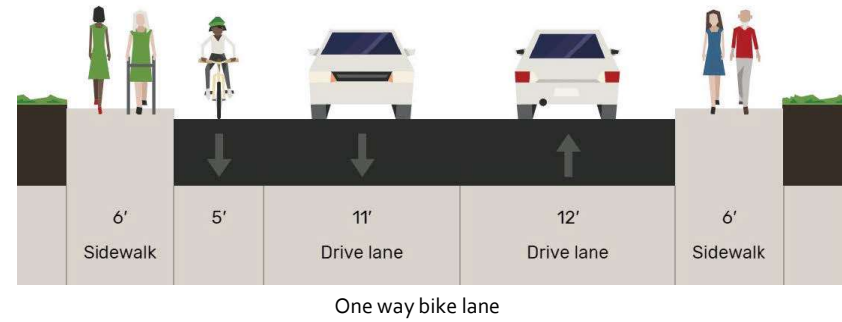 6′ 5′ 11′ 12′ 6′
Sidewalk Drive lane Drive lane Sidewalk
One way bike lane